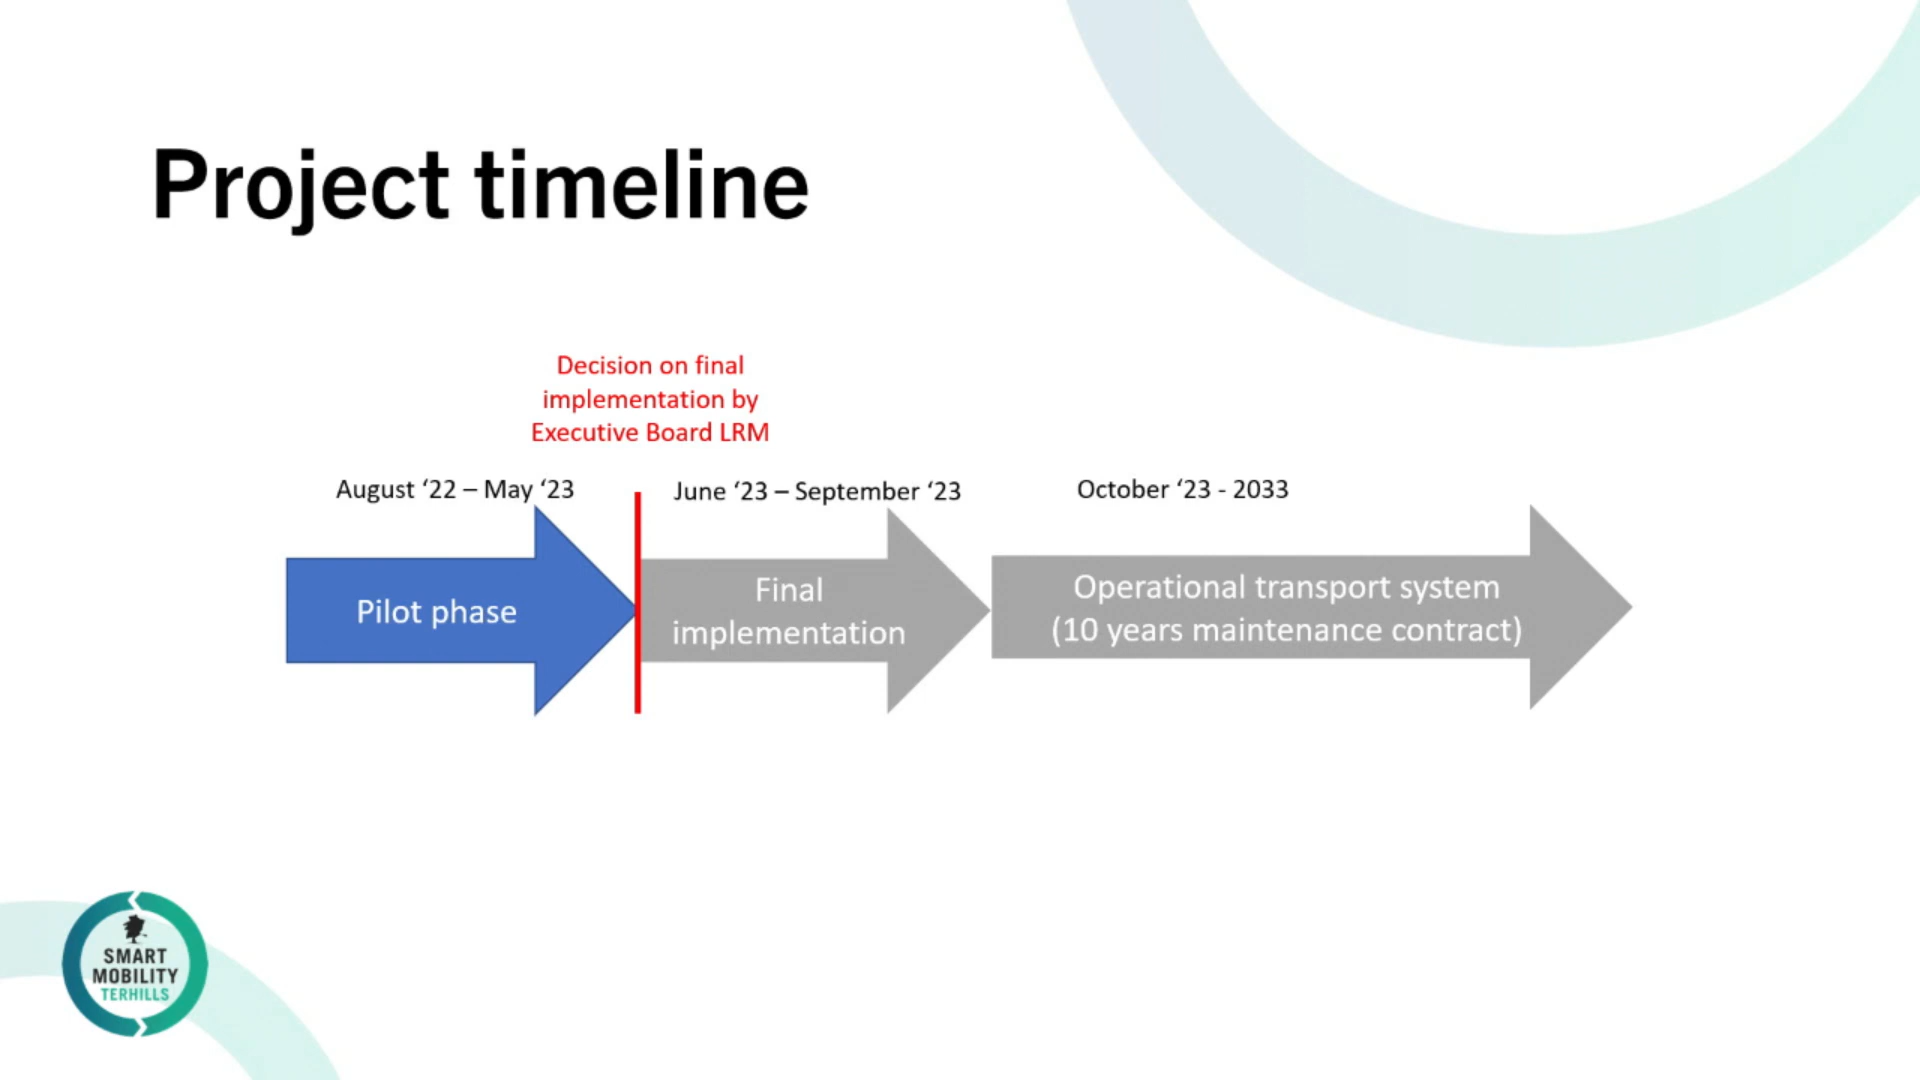 Project timeline
Decision on final
implementation by
Executive Board LRM
August ‘22 – May ‘23
June ‘23 – September ‘23
October ‘23 - 2033
Pilot phase
Final
implementation
Operational transport system
(10 years maintenance contract)
SMART
MOBILITY
TERHILLS